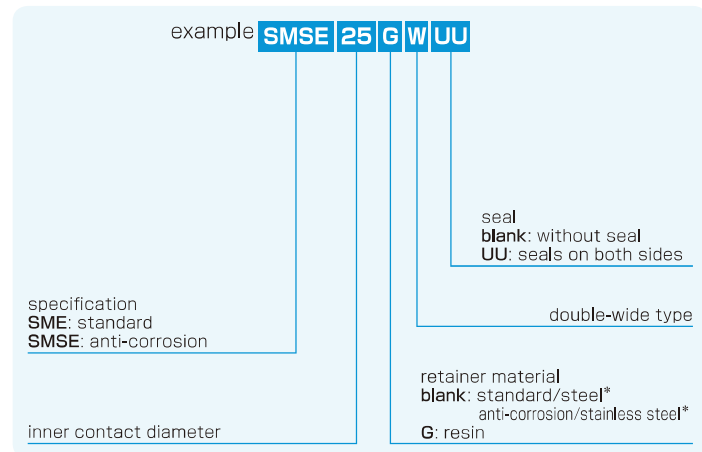 example SMSE 25 G W UU
seal
blank: without seal
UU: seals on both sides
double-wide type
specification
SME: standard
SMSE: anti-corrosion
retainer material
blank: standard/steel*
anti-corrosion/stainless steel*
G: resin
inner contact diameter